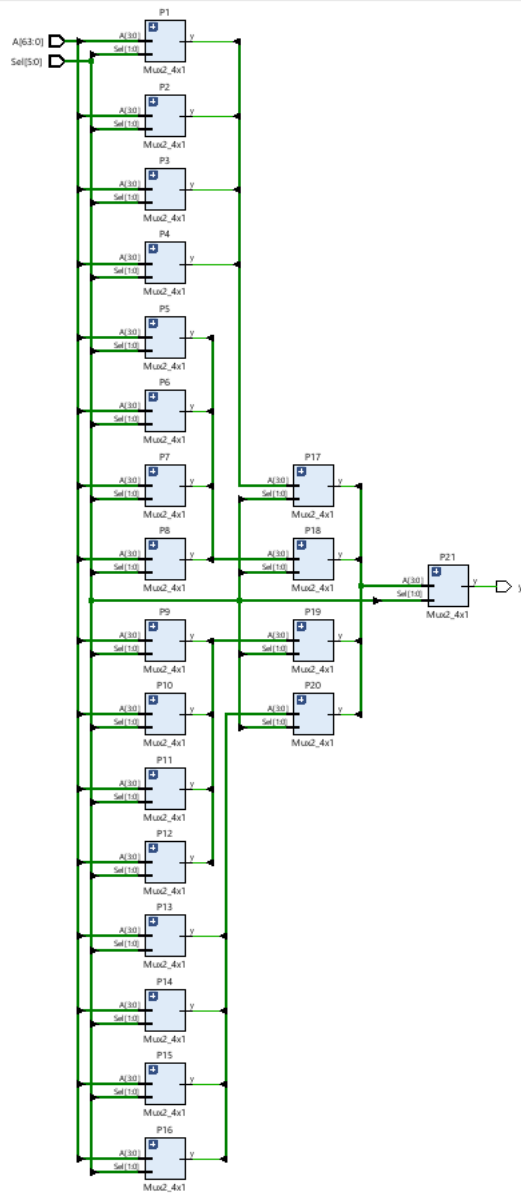 P1
A[63:0]
A[3:0]
y
Sel[5:0]
Sel[1:0]
Mux2_4x1
P2
A[3:0]
y
Sel[1:0]
Mux2_4x1
P3
A[3:0]
y
Sel[1:0]
Mux2_4x1
P4
A[3:0]
y
Sel[1:0]
Mux2_4x1
P5
A[3:0]
y
Sel[1:0]
Mux2_4x1
P6
A[3:0]
y
Sel[1:0]
Mux2_4x1
P7
A[3:0]
y
Sel[1:0]
Mux2_4x1
P17
A[3:0]
y
Sel[1:0]
Mux2_4x1
P8
A[3:0]
y
Sel[1:0]
Mux2_4x1
P18
A[3:0]
y
Sel[1:0]
Mux2_4x1
P21
A[3:0]
y
Sel[1:0]
Mux2_4x1
y
P9
A[3:0]
y
Sel[1:0]
Mux2_4x1
P19
A[3:0]
y
Sel[1:0]
Mux2_4x1
P10
A[3:0]
y
Sel[1:0]
Mux2_4x1
P20
A[3:0]
y
Sel[1:0]
Mux2_4x1
P11
A[3:0]
y
Sel[1:0]
Mux2_4x1
P12
A[3:0]
y
Sel[1:0]
Mux2_4x1
P13
A[3:0]
y
Sel[1:0]
Mux2_4x1
P14
A[3:0]
y
Sel[1:0]
Mux2_4x1
P15
A[3:0]
y
Sel[1:0]
Mux2_4x1
P16
A[3:0]
y
Sel[1:0]
Mux2_4x1